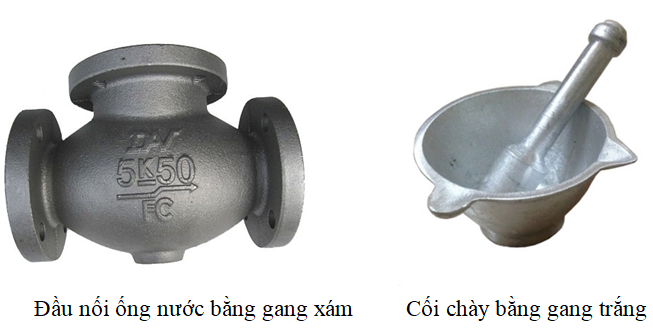 5K50
FC
Đầu nối ống nước bằng gang xám
Cối chày bằng gang trắng